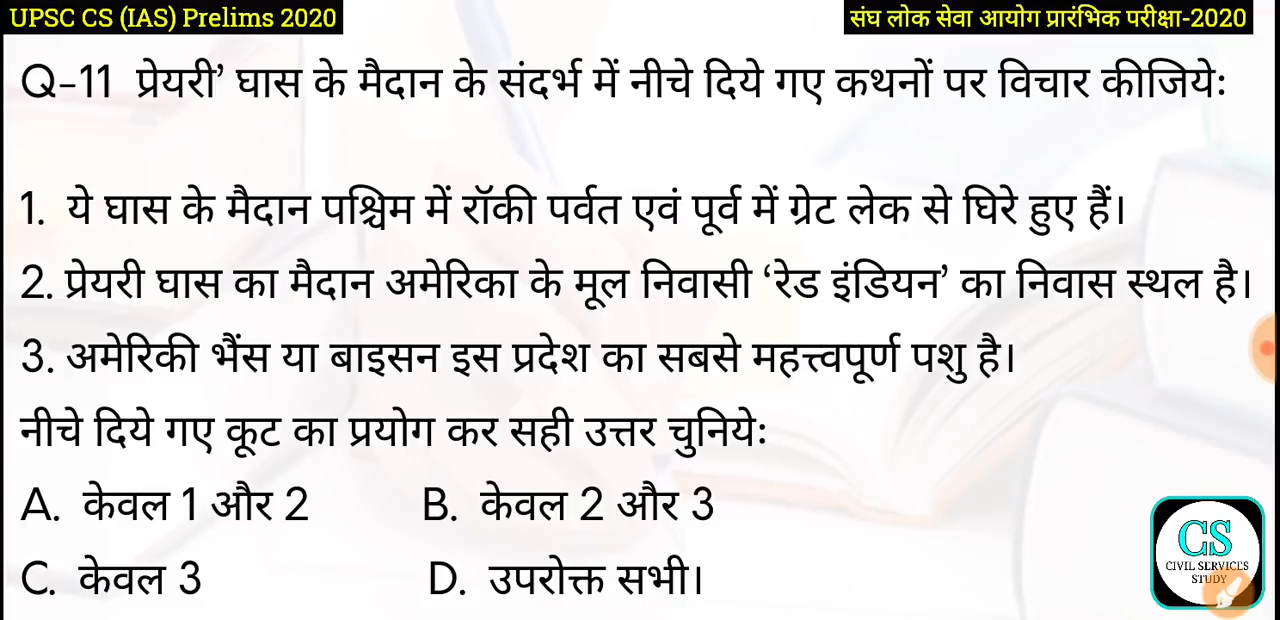 UPSC CS (IAS) Prelims 2020
संघ लोक सेवा आयोग प्रारंभिक परीक्षा-2020
Q-11 प्रेयरी’ घास के मैदान के संदर्भ में नीचे दिये गए कथनों पर विचार कीजिये:
1. ये घास के मैदान पश्चिम में रॉकी पर्वत एवं पूर्व में ग्रेट लेक से घिरे हुए हैं।
2. प्रेयरी घास का मैदान अमेरिका के मूल निवासी ‘रेड इंडियन’ का निवास स्थल है।
3. अमेरिकी भैंस या बाइसन इस प्रदेश का सबसे महत्त्वपूर्ण पशु है।
नीचे दिये गए कूट का प्रयोग कर सही उत्तर चुनिये:
A. केवल 1 और 2 B. केवल 2 और 3
C. केवल 3 D. उपरोक्त सभी।
CS
CIVIL SERVICES
STUDY